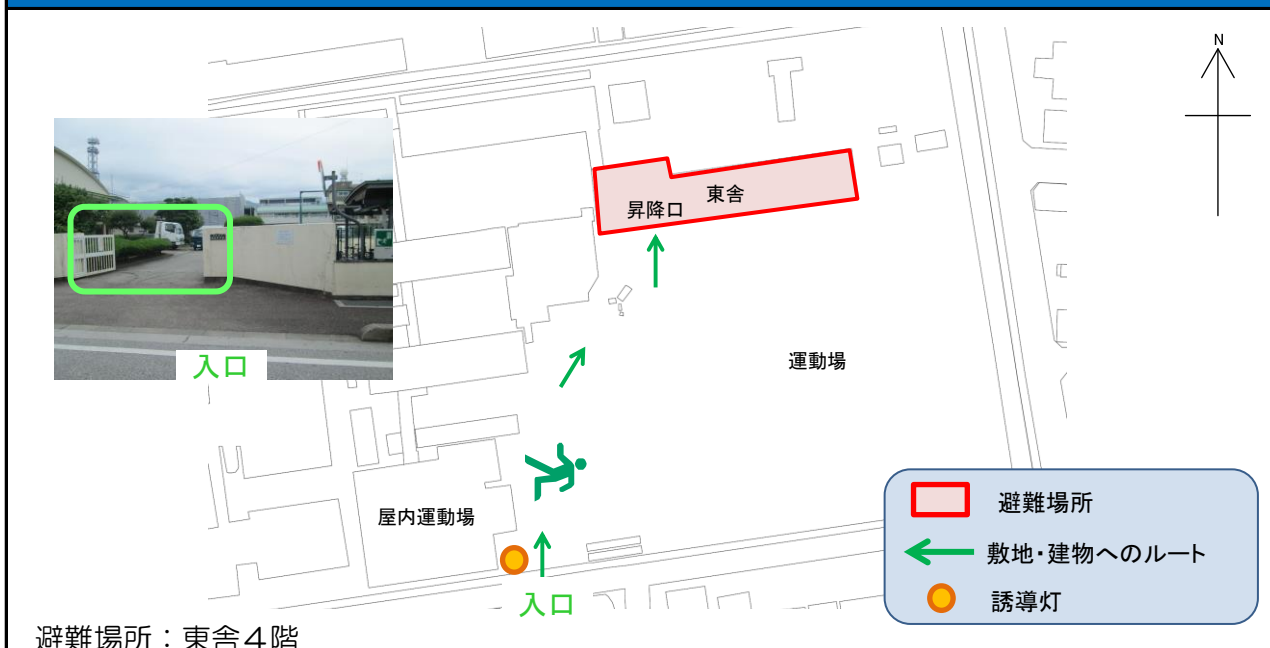 N
東舎
昇降口
入口
運動場
屋内運動場
入口
避難場所
敷地・建物へのルート
誘導灯
避難場所：東舎４階